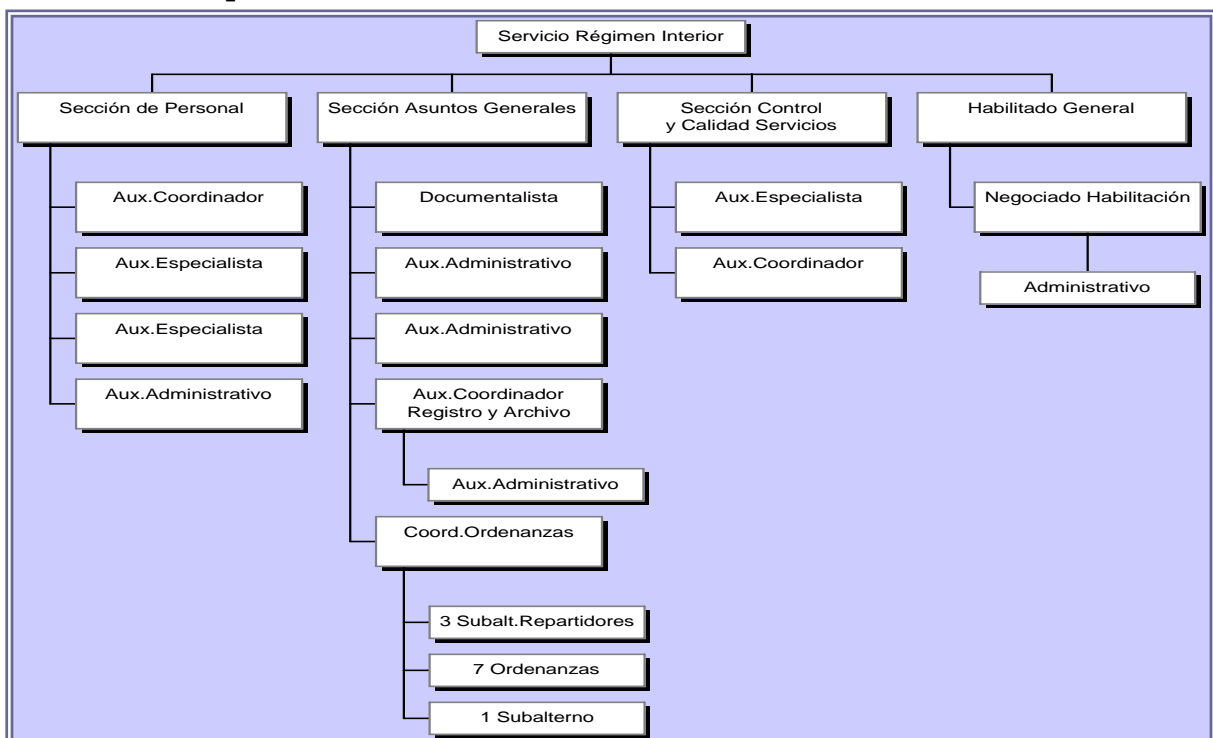 Servicio Régimen Interior
Sección de Personal
Aux.Coordinador
Aux.Especialista
Aux.Especialista
Aux.Administrativo
Sección Asuntos Generales
Documentalista
Aux.Administrativo
Aux.Administrativo
Aux.Coordinador
Registro y Archivo
Aux.Administrativo
Coord.Ordenanzas
3 Subalt.Repartidores
7 Ordenanzas
1 Subalterno
Sección Control
y Calidad Servicios
Aux.Especialista
Aux.Coordinador
Habilitado General
Negociado Habilitación
Administrativo